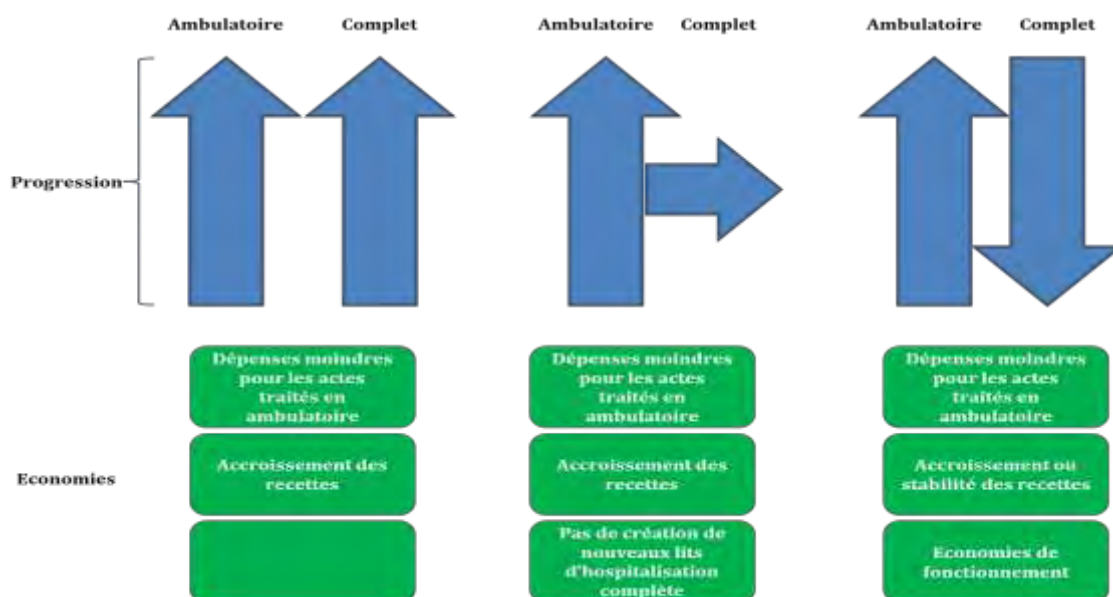 Ambulatoire Complet Ambulatoire Complet Ambulatoire Complet
Progression
Dépenses moindres
pour les actes
traités en
ambulatoire
Dépenses moindres
pour les actes
traités en
ambulatoire
Dépenses moindres
pour les actes
traités en
ambulatoire
Economies
Accroissement des
recettes
Accroissement des
recettes
Accroissement ou
stabilité des recettes
Pas de création de
nouveaux lits
d'hospitalisation
complète
Economies de
fonctionnement